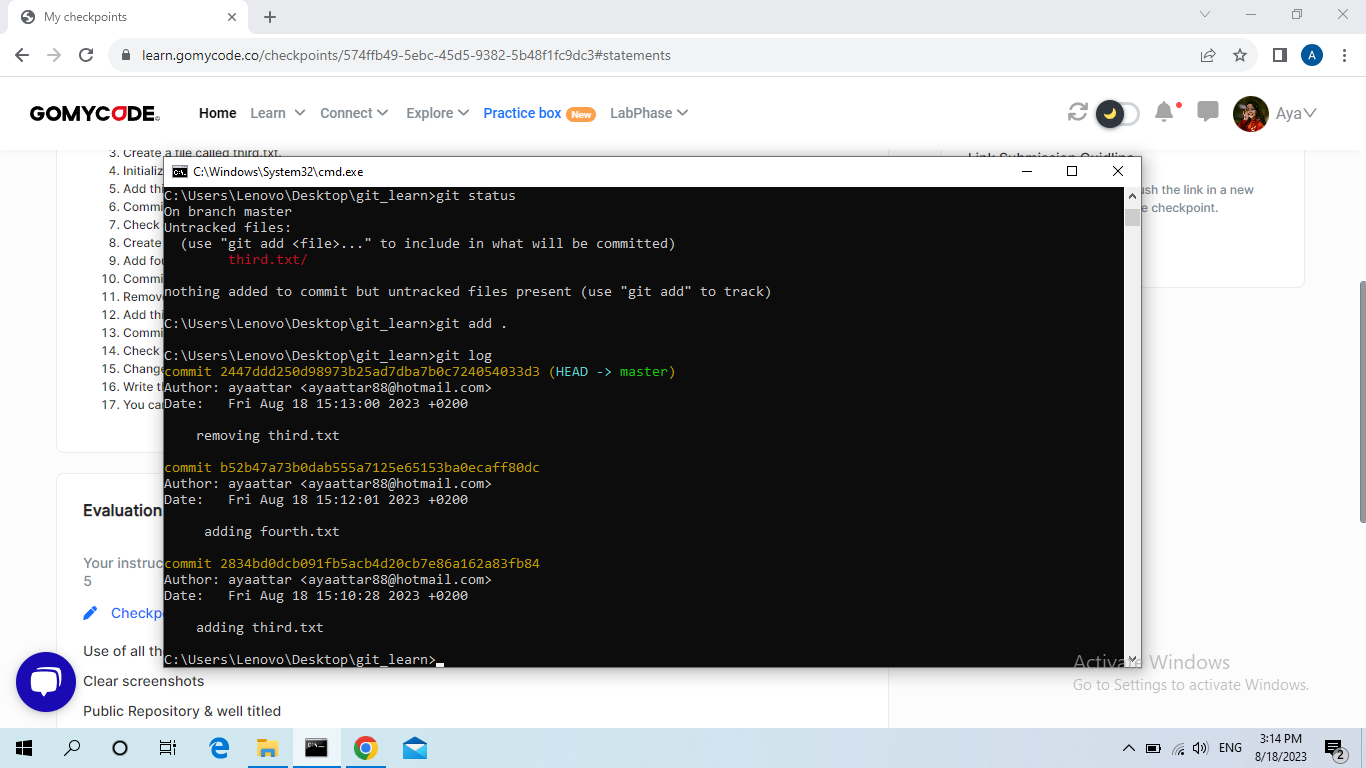 My checkpoints
learn.gomycode.co/checkpoints/574ffb49-5ebc-45d5-9382-5b48f1fc9dc3#statements
A
GOMYCODE
Home Learn Connect Explore Practice box New LabPhase Aya
3. Create a file called third.txt.
4. Initializ
5. Add thi
6. Commi
7. Check
8. Create
9. Add fou
10. Commi
11. Remov
12. Add thi
13. Commi
14. Check
15. Change
16. Write t
17. You ca
Link Submission Guidline
ush the link in a new
e checkpoint.
C:\Windows\System32\cmd.exe
C:\Users\Lenovo\Desktop\git_learn>git status
On branch master
Untracked files:
(use "git add <file>..." to include in what will be committed)
third.txt/
nothing added to commit but untracked files present (use "git add" to track)
C:\Users\Lenovo\Desktop\git_learn>git add .
C:\Users\Lenovo\Desktop\git_learn>git log
commit 2447ddd250d98973b25ad7dba7b0c724054033d3 (HEAD -> master)
Author: ayaattar <ayaattar88@hotmail.com>
Date: Fri Aug 18 15:13:00 2023 +0200
removing third.txt
commit b52b47a73b0dab555a7125e65153ba0ecaff80dc
Author: ayaattar <ayaattar88@hotmail.com>
Date: Fri Aug 18 15:12:01 2023 +0200
adding fourth.txt
commit 2834bd0dcb091fb5acb4d20cb7e86a162a83fb84
Author: ayaattar <ayaattar88@hotmail.com>
Date: Fri Aug 18 15:10:28 2023 +0200
adding third.txt
C:\Users\Lenovo\Desktop\git_learn>
Evaluation
Your instruc
5
Checkp
Use of all th
Clear screenshots
Public Repository & well titled
Activate Windows
Go to Settings to activate Windows.
ENG
3:14 PM
8/18/2023
2